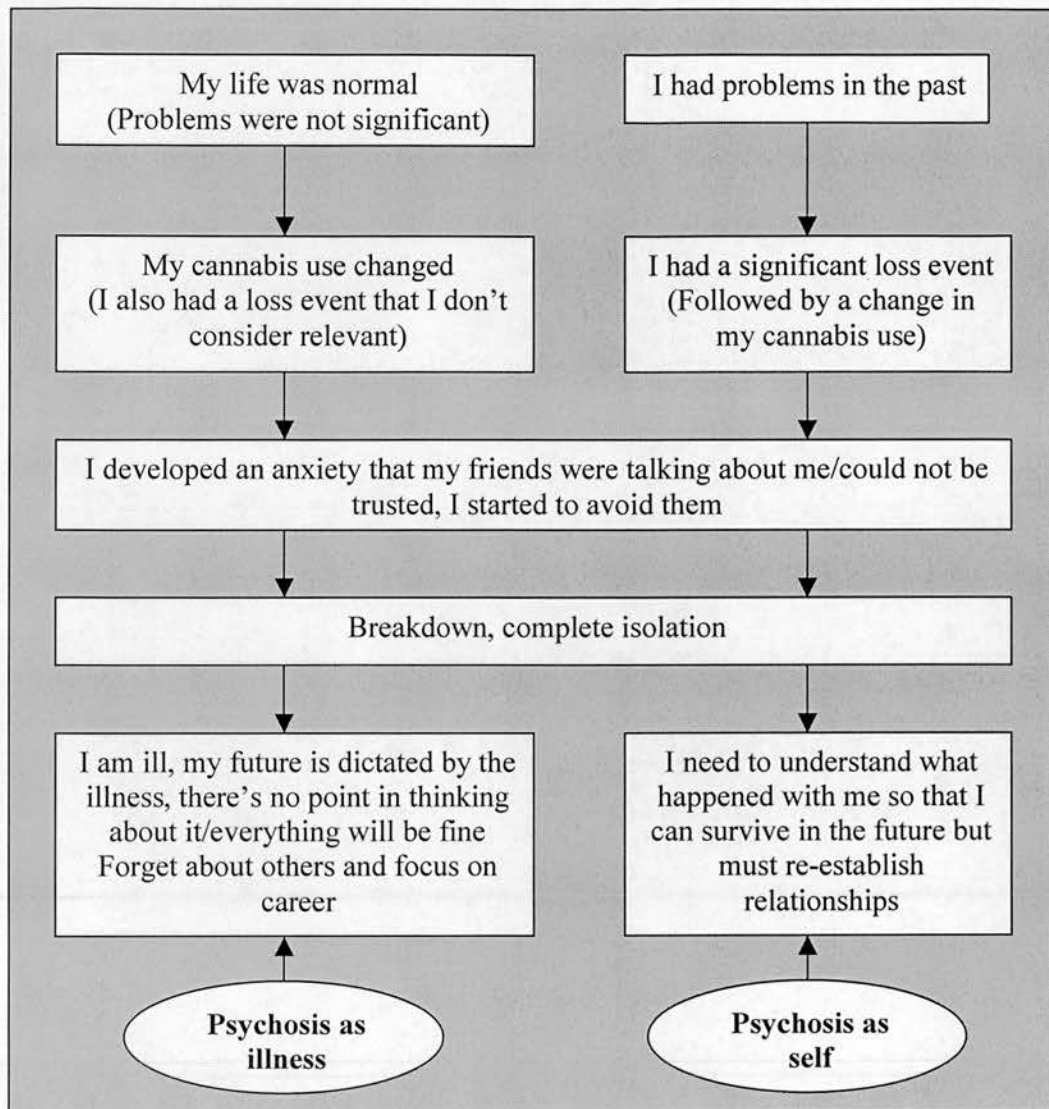 My life was normal
(Problems were not significant)
I had problems in the past
My cannabis use changed
(I also had a loss event that I don't
consider relevant)
I had a significant loss event
(Followed by a change in
my cannabis use)
I developed an anxiety that my friends were talking about me/could not be
trusted, I started to avoid them
Breakdown, complete isolation
I am ill, my future is dictated by the
illness, there's no point in thinking
about it/everything will be fine
Forget about others and focus on
career
I need to understand what
happened with me so that I
can survive in the future but
must re-establish
relationships
Psychosis as
illness
Psychosis as
self